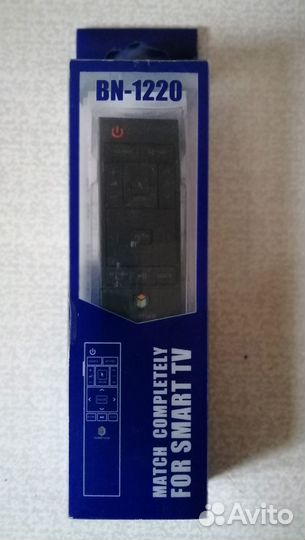 BN-1220
MATCH COMPLETELY
FOR SMART TV
Avito